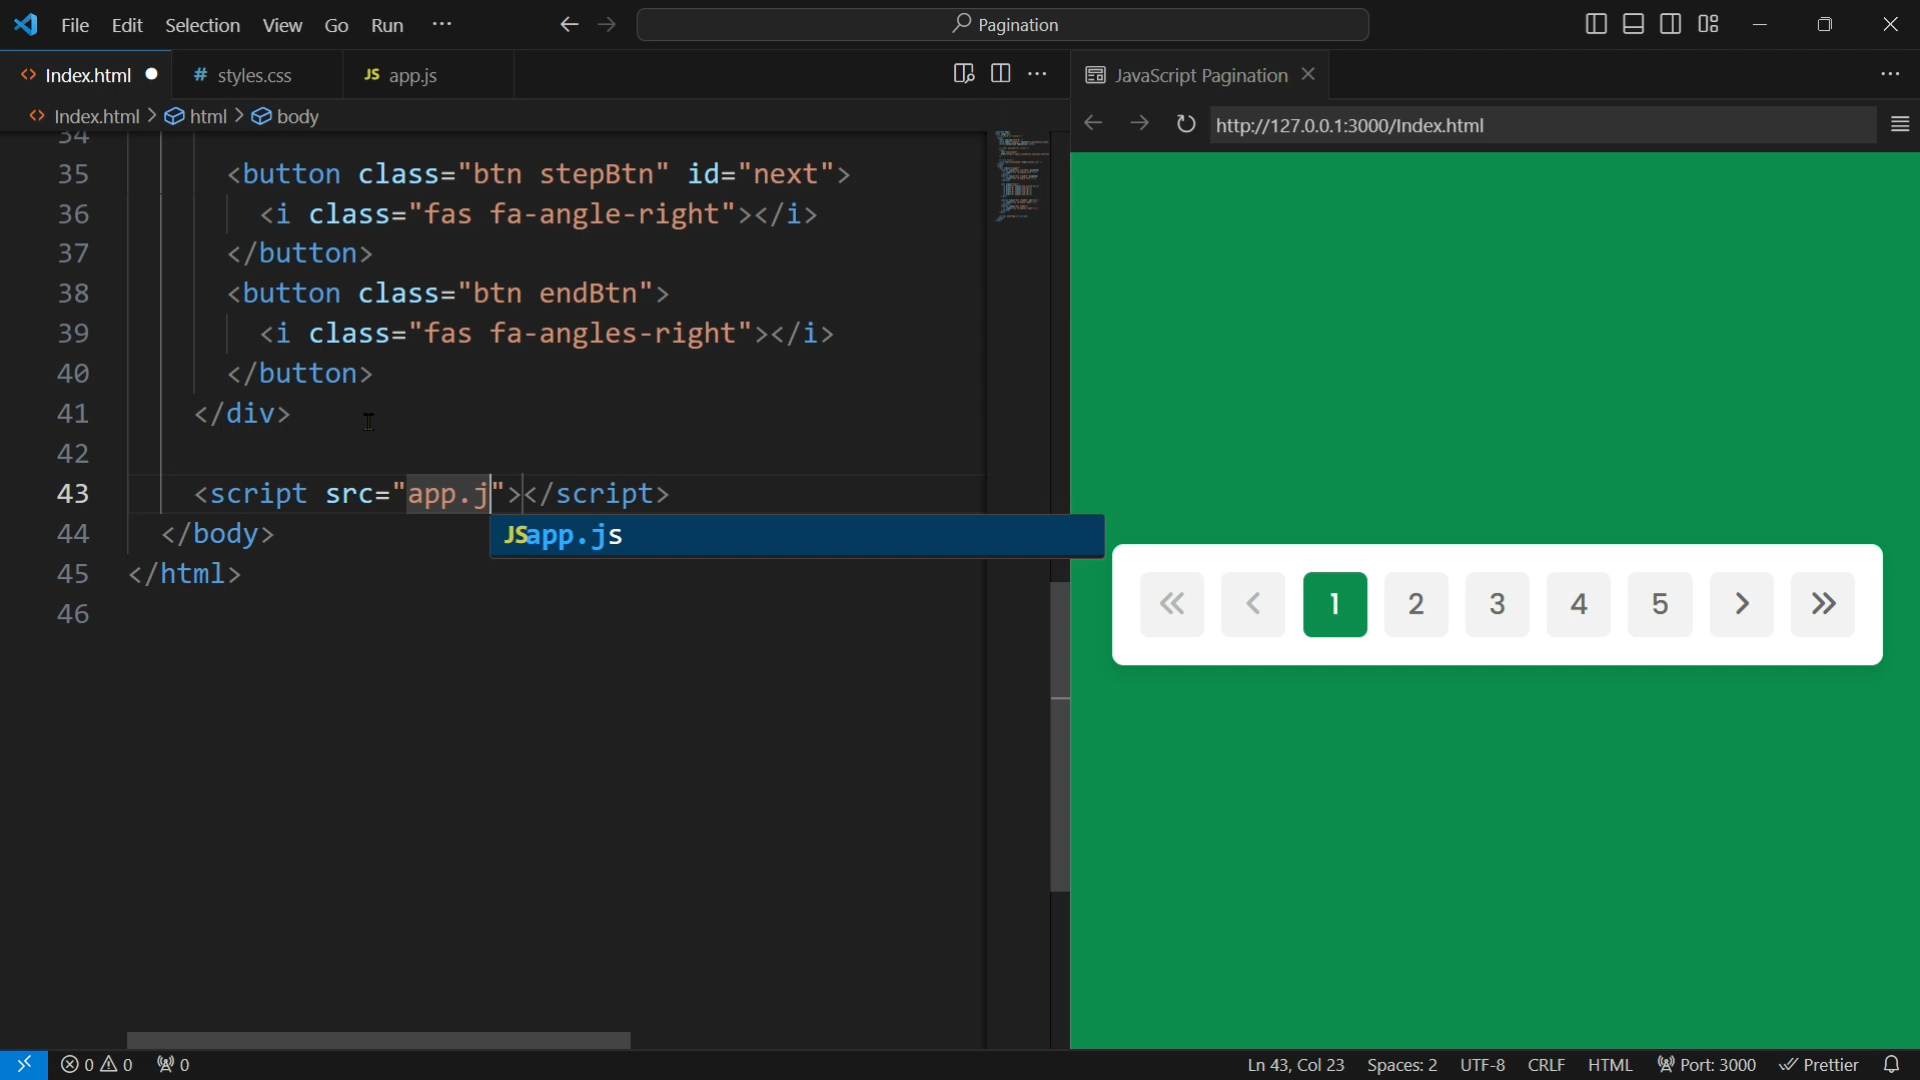 File Edit Selection View Go Run ···
Pagination
Index.html
# styles.css
JS app.js
JavaScript Pagination
Index.html > html > body
http://127.0.0.1:3000/Index.html
34
35 <button class="btn stepBtn" id="next">
36 <i class="fas fa-angle-right"></i>
37 </button>
38 <button class="btn endBtn">
39 <i class="fas fa-angles-right"></i>
40 </button>
41 </div>
42
43 <script src="app.j"></script>
JS app.js
44 </body>
45 </html>
46
1 2 3 4 5
0 0 0
Ln 43, Col 23 Spaces: 2 UTF-8 CRLF HTML Port: 3000 Prettier